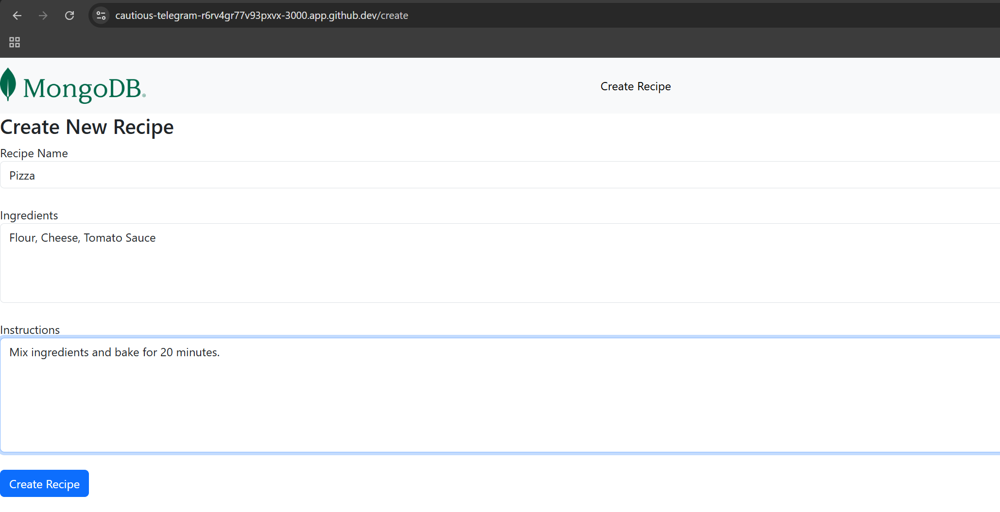 cautious-telegram-r6rv4gr77v93pxvx-3000.app.github.dev/create
MongoDB®
Create Recipe
Create New Recipe
Recipe Name
Pizza
Ingredients
Flour, Cheese, Tomato Sauce
Instructions
Mix ingredients and bake for 20 minutes.
Create Recipe